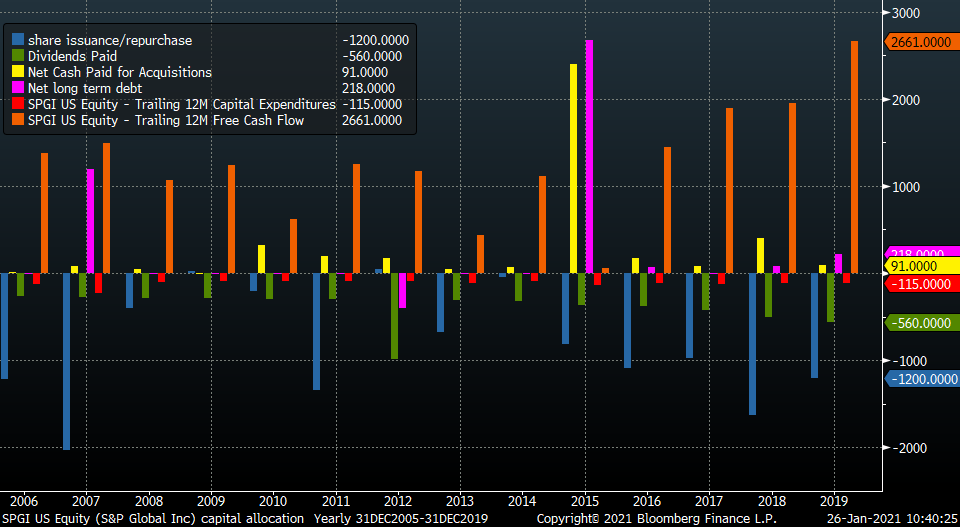 3000
share issuance/repurchase -1200.0000
Dividends Paid -560.0000
Net Cash Paid for Acquisitions 91.0000
Net long term debt 218.0000
SPGI US Equity - Trailing 12M Capital Expenditures -115.0000
SPGI US Equity - Trailing 12M Free Cash Flow 2661.0000
2661.0000
2000
1000
218.0000
91.0000
-115.0000
-560.0000
-1000
-1200.0000
-2000
2006 2007 2008 2009 2010 2011 2012 2013 2014 2015 2016 2017 2018 2019
SPGI US Equity (S&P Global Inc) capital allocation Yearly 31DEC2005-31DEC2019 Copyright© 2021 Bloomberg Finance L.P. 26-Jan-2021 10:40:25